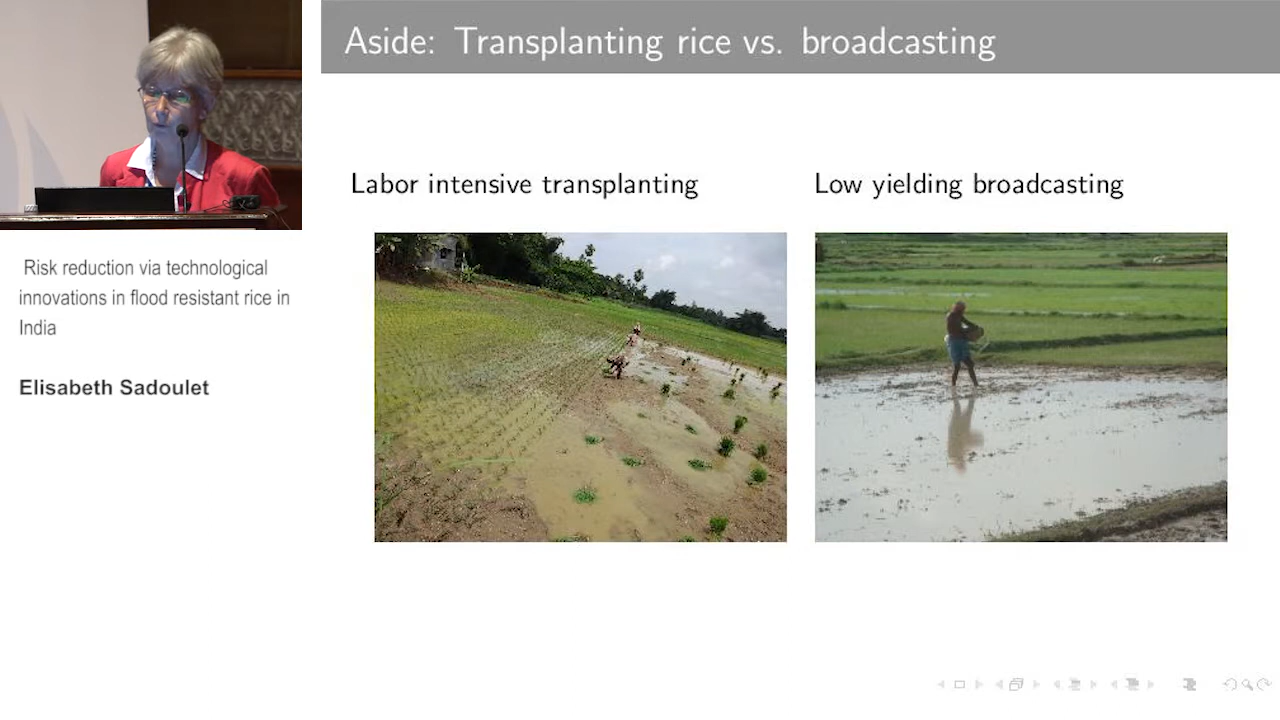 Aside: Transplanting rice vs. broadcasting
Labor intensive transplanting
Low yielding broadcasting
Risk reduction via technological
innovations in flood resistant rice in
India
Elisabeth Sadoulet